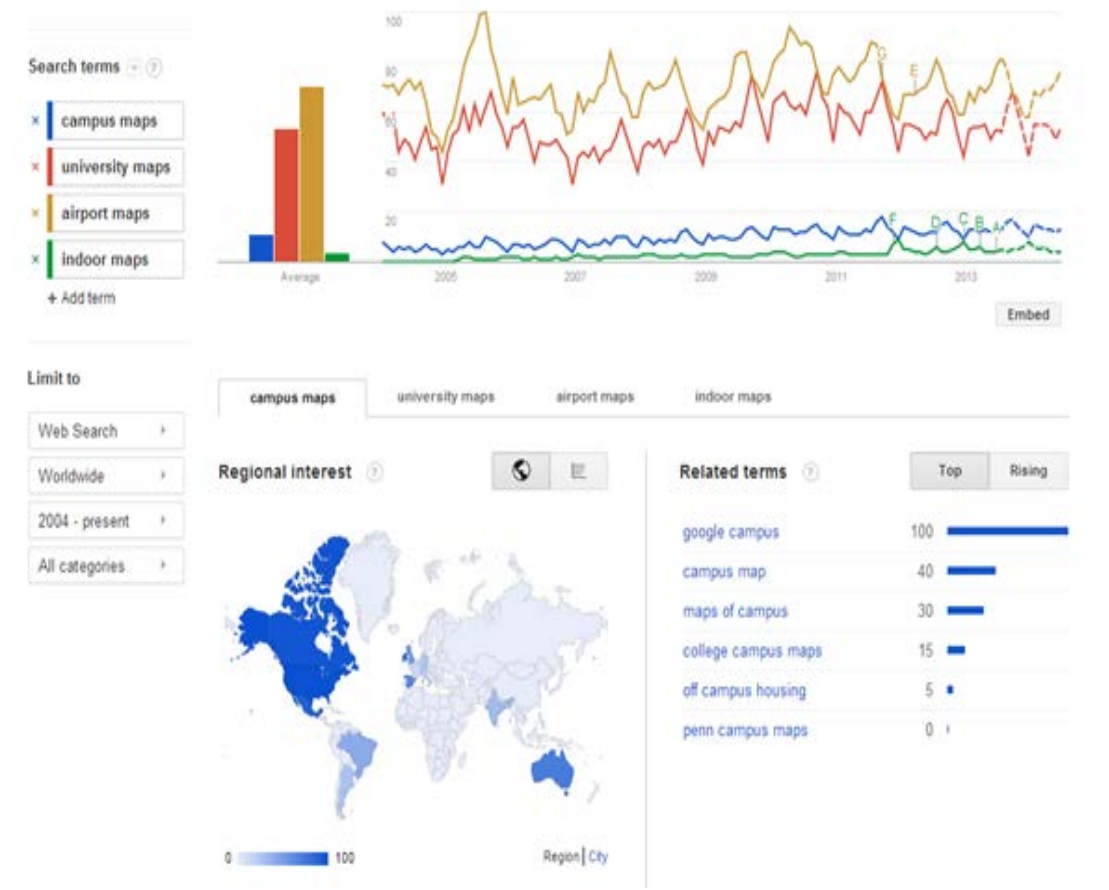 100
80
60
40
20
Search terms + ?
× campus maps
× university maps
× airport maps
× indoor maps
+ Add term
G
E
F
D
C
B
A
Average
2005
2007
2009
2011
2013
Embed
Limit to
Web Search
Worldwide
2004 - present
All categories
campus maps university maps airport maps indoor maps
Regional interest ?
0 100
Region | City
Related terms ? Top Rising
google campus 100
campus map 40
maps of campus 30
college campus maps 15
off campus housing 5
penn campus maps 0